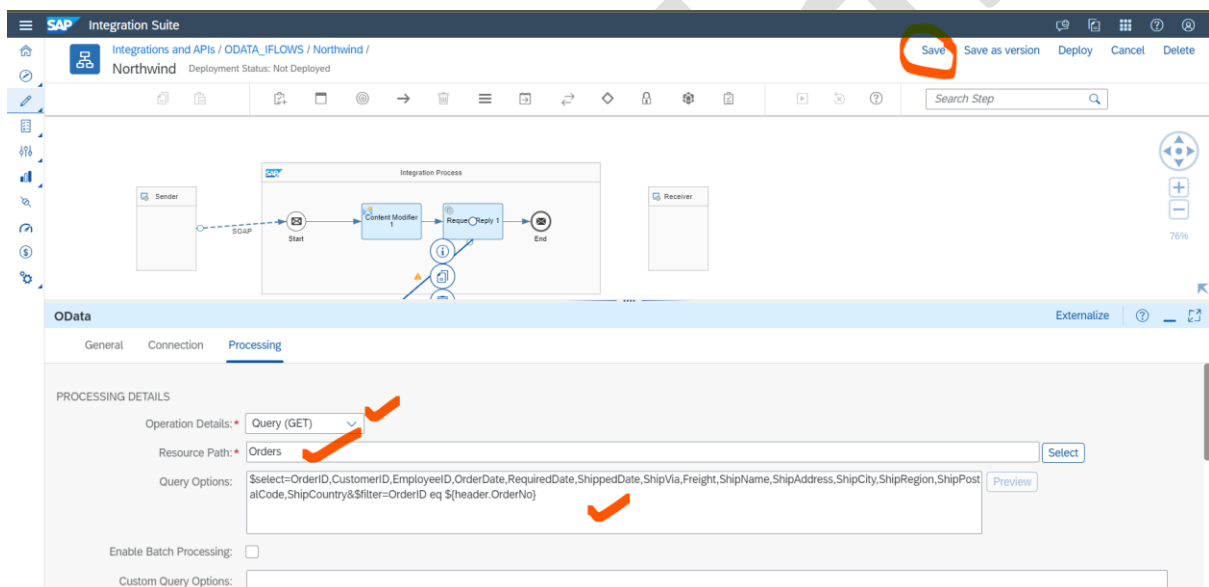 SAP Integration Suite
Integrations and APIs / ODATA_IFLOWS / Northwind /
Northwind Deployment Status: Not Deployed
Save Save as version Deploy Cancel Delete
Search Step
Integration Process
Sender
Receiver
SOAP
Start
Content Modifier
1
Request Reply 1
End
76%
OData
Externalize
General Connection Processing
PROCESSING DETAILS
Operation Details:* Query (GET)
Resource Path:* Orders Select
Query Options: $select=OrderID,CustomerID,EmployeeID,OrderDate,RequiredDate,ShippedDate,ShipVia,Freight,ShipName,ShipAddress,ShipCity,ShipRegion,ShipPost Preview
alCode,ShipCountry&$filter=OrderID eq ${header.OrderNo}
Enable Batch Processing:
Custom Query Options: